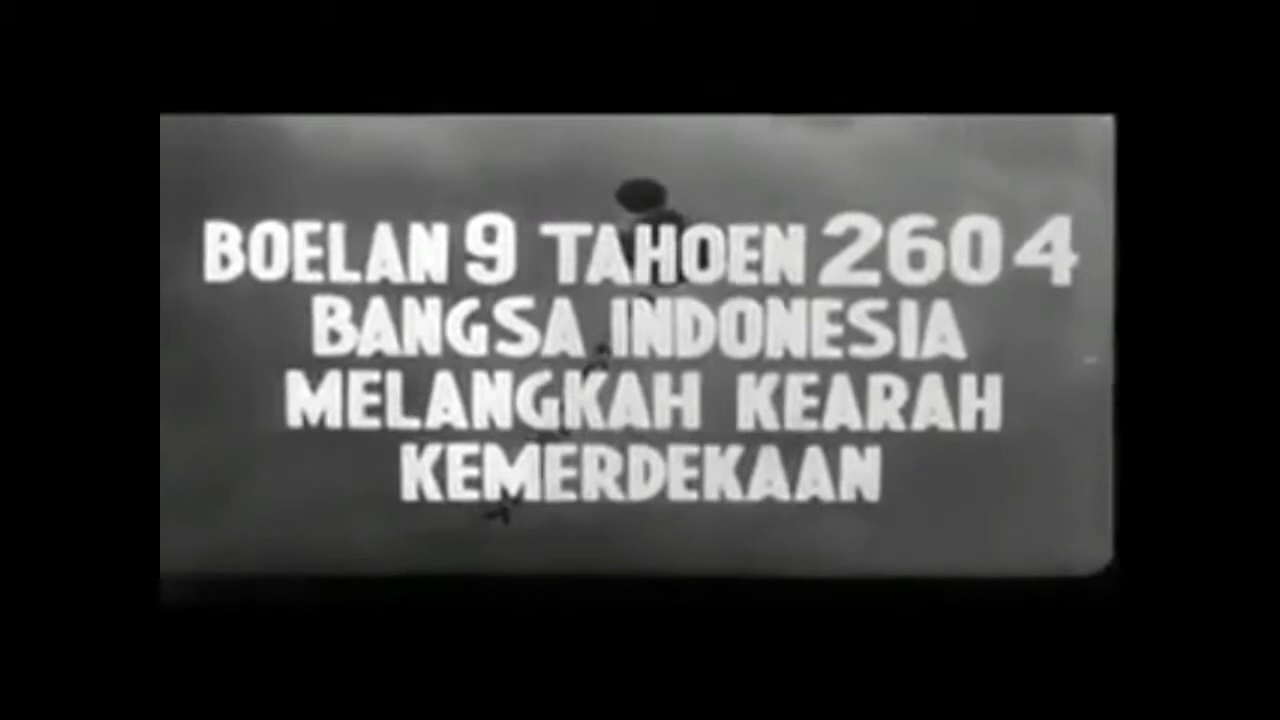 BOELAN 9 TAHOEN 2604
BANGSA INDONESIA
MELANGKAH KEARAH
KEMERDEKAAN